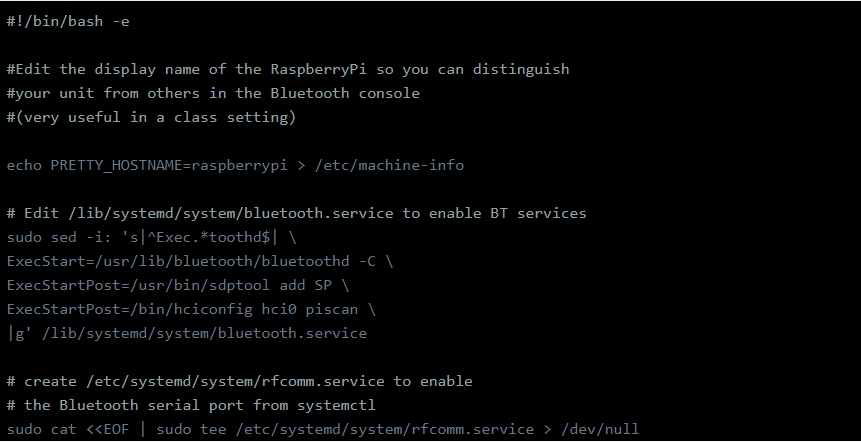 #!/bin/bash -e
#Edit the display name of the RaspberryPi so you can distinguish
#your unit from others in the Bluetooth console
#(very useful in a class setting)
echo PRETTY_HOSTNAME=raspberrypi > /etc/machine-info
# Edit /lib/systemd/system/bluetooth.service to enable BT services
sudo sed -i: 's|^Exec.*toothd$| \
ExecStart=/usr/lib/bluetooth/bluetoothd -C \
ExecStartPost=/usr/bin/sdptool add SP \
ExecStartPost=/bin/hciconfig hci0 piscan \
|g' /lib/systemd/system/bluetooth.service
# create /etc/systemd/system/rfcomm.service to enable
# the Bluetooth serial port from systemctl
sudo cat <<EOF | sudo tee /etc/systemd/system/rfcomm.service > /dev/null